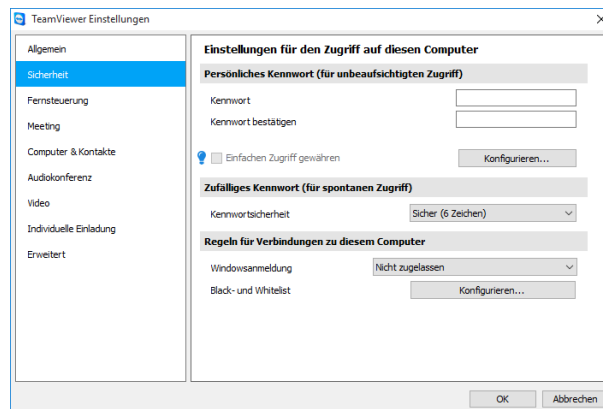 TeamViewer Einstellungen
Allgemein
Sicherheit
Fernsteuerung
Meeting
Computer & Kontakte
Audiokonferenz
Video
Individuelle Einladung
Erweitert
Einstellungen für den Zugriff auf diesen Computer
Persönliches Kennwort (für unbeaufsichtigten Zugriff)
Kennwort
Kennwort bestätigen
Einfachen Zugriff gewähren
Konfigurieren...
Zufälliges Kennwort (für spontanen Zugriff)
Kennwortsicherheit
Sicher (6 Zeichen)
Regeln für Verbindungen zu diesem Computer
Windowsanmeldung
Nicht zugelassen
Black- und Whitelist
Konfigurieren...
OK
Abbrechen